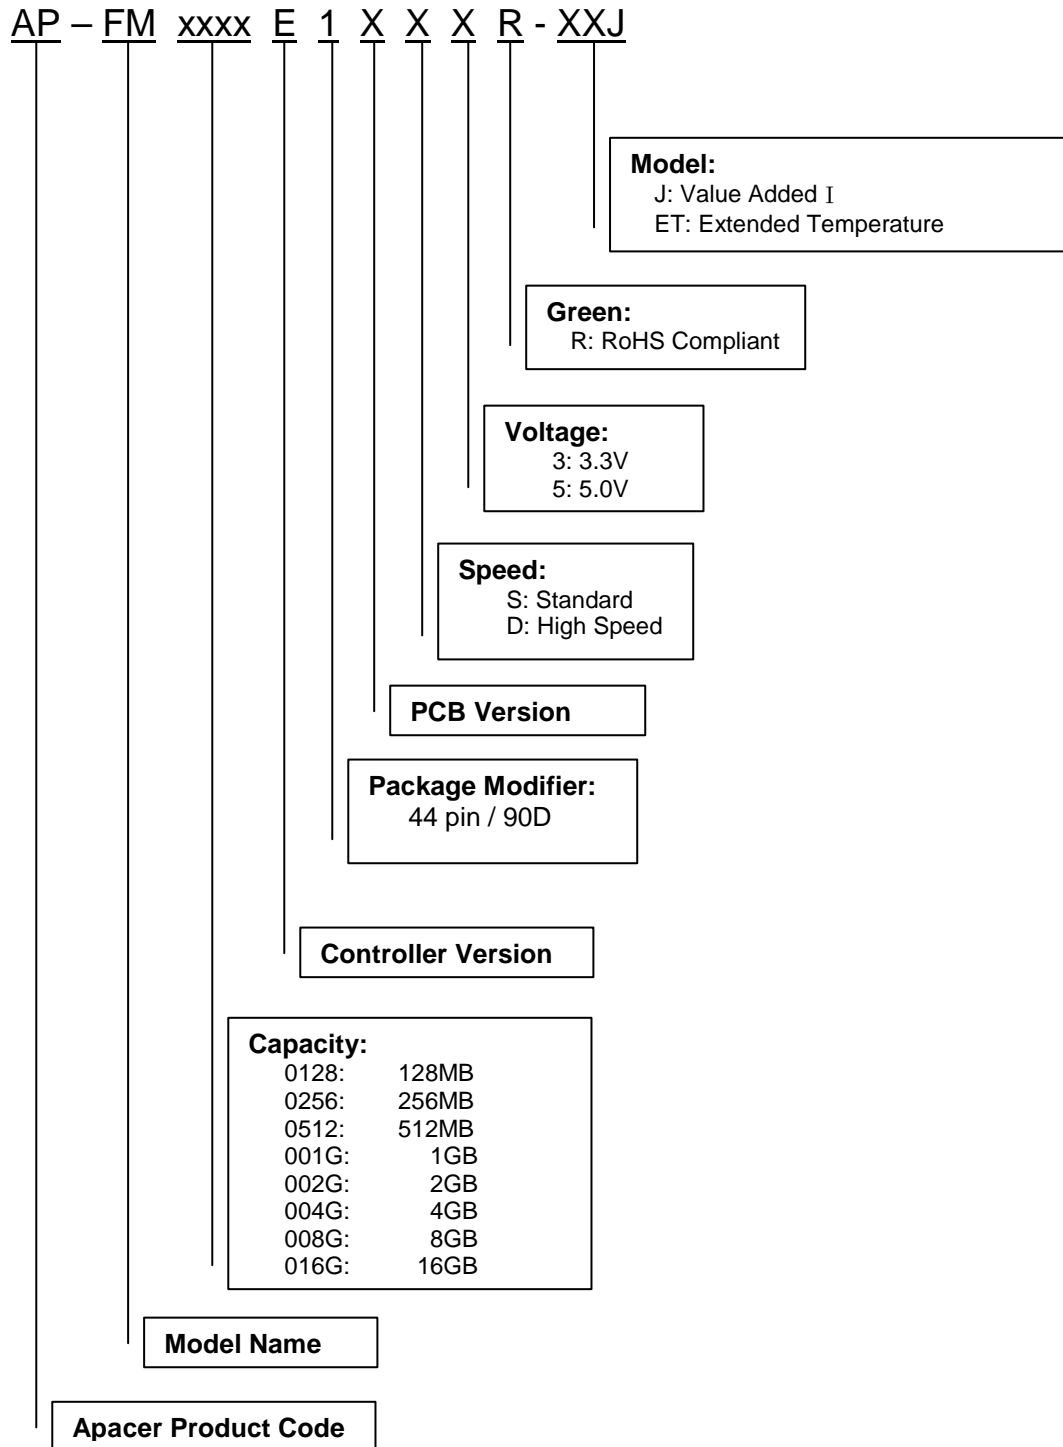 AP – FM xxxx E 1 X X X R - XXJ
Model:
J: Value Added I
ET: Extended Temperature
Green:
R: RoHS Compliant
Voltage:
3: 3.3V
5: 5.0V
Speed:
S: Standard
D: High Speed
PCB Version
Package Modifier:
44 pin / 90D
Controller Version
Capacity:
0128: 128MB
0256: 256MB
0512: 512MB
001G: 1GB
002G: 2GB
004G: 4GB
008G: 8GB
016G: 16GB
Model Name
Apacer Product Code